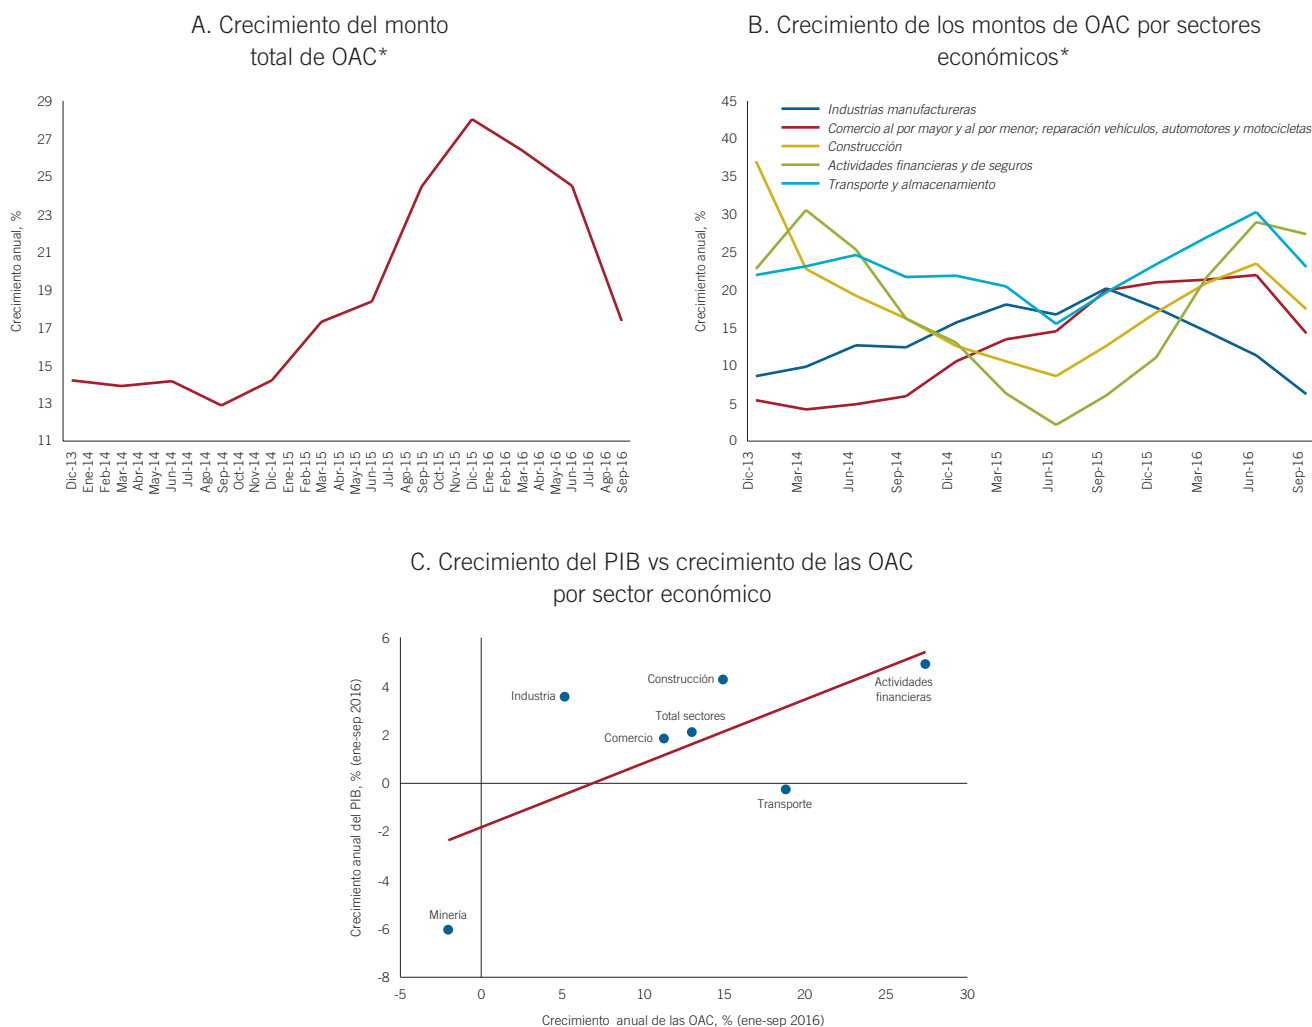 A. Crecimiento del monto
total de OAC*
Crecimiento anual, %
29
27
25
23
21
19
17
15
13
11
Dic-13
Ene-14
Feb-14
Mar-14
Abr-14
May-14
Jun-14
Jul-14
Ago-14
Sep-14
Oct-14
Nov-14
Dic-14
Ene-15
Feb-15
Mar-15
Abr-15
May-15
Jun-15
Jul-15
Ago-15
Sep-15
Oct-15
Nov-15
Dic-15
Ene-16
Feb-16
Mar-16
Abr-16
May-16
Jun-16
Jul-16
Ago-16
Sep-16
B. Crecimiento de los montos de OAC por sectores
económicos*
Crecimiento anual, %
45
40
35
30
25
20
15
10
5
0
Industrias manufactureras
Comercio al por mayor y al por menor; reparación vehículos, automotores y motocicletas
Construcción
Actividades financieras y de seguros
Transporte y almacenamiento
Dic-13
Mar-14
Jun-14
Sep-14
Dic-14
Mar-15
Jun-15
Sep-15
Dic-15
Mar-16
Jun-16
Sep-16
C. Crecimiento del PIB vs crecimiento de las OAC
por sector económico
Crecimiento anual del PIB, % (ene-sep 2016)
6
4
2
0
-2
-4
-6
-8
Industria
Construcción
Total sectores
Comercio
Actividades
financieras
Transporte
Minería
-5
0
5
10
15
20
25
30
Crecimiento anual de las OAC, % (ene-sep 2016)